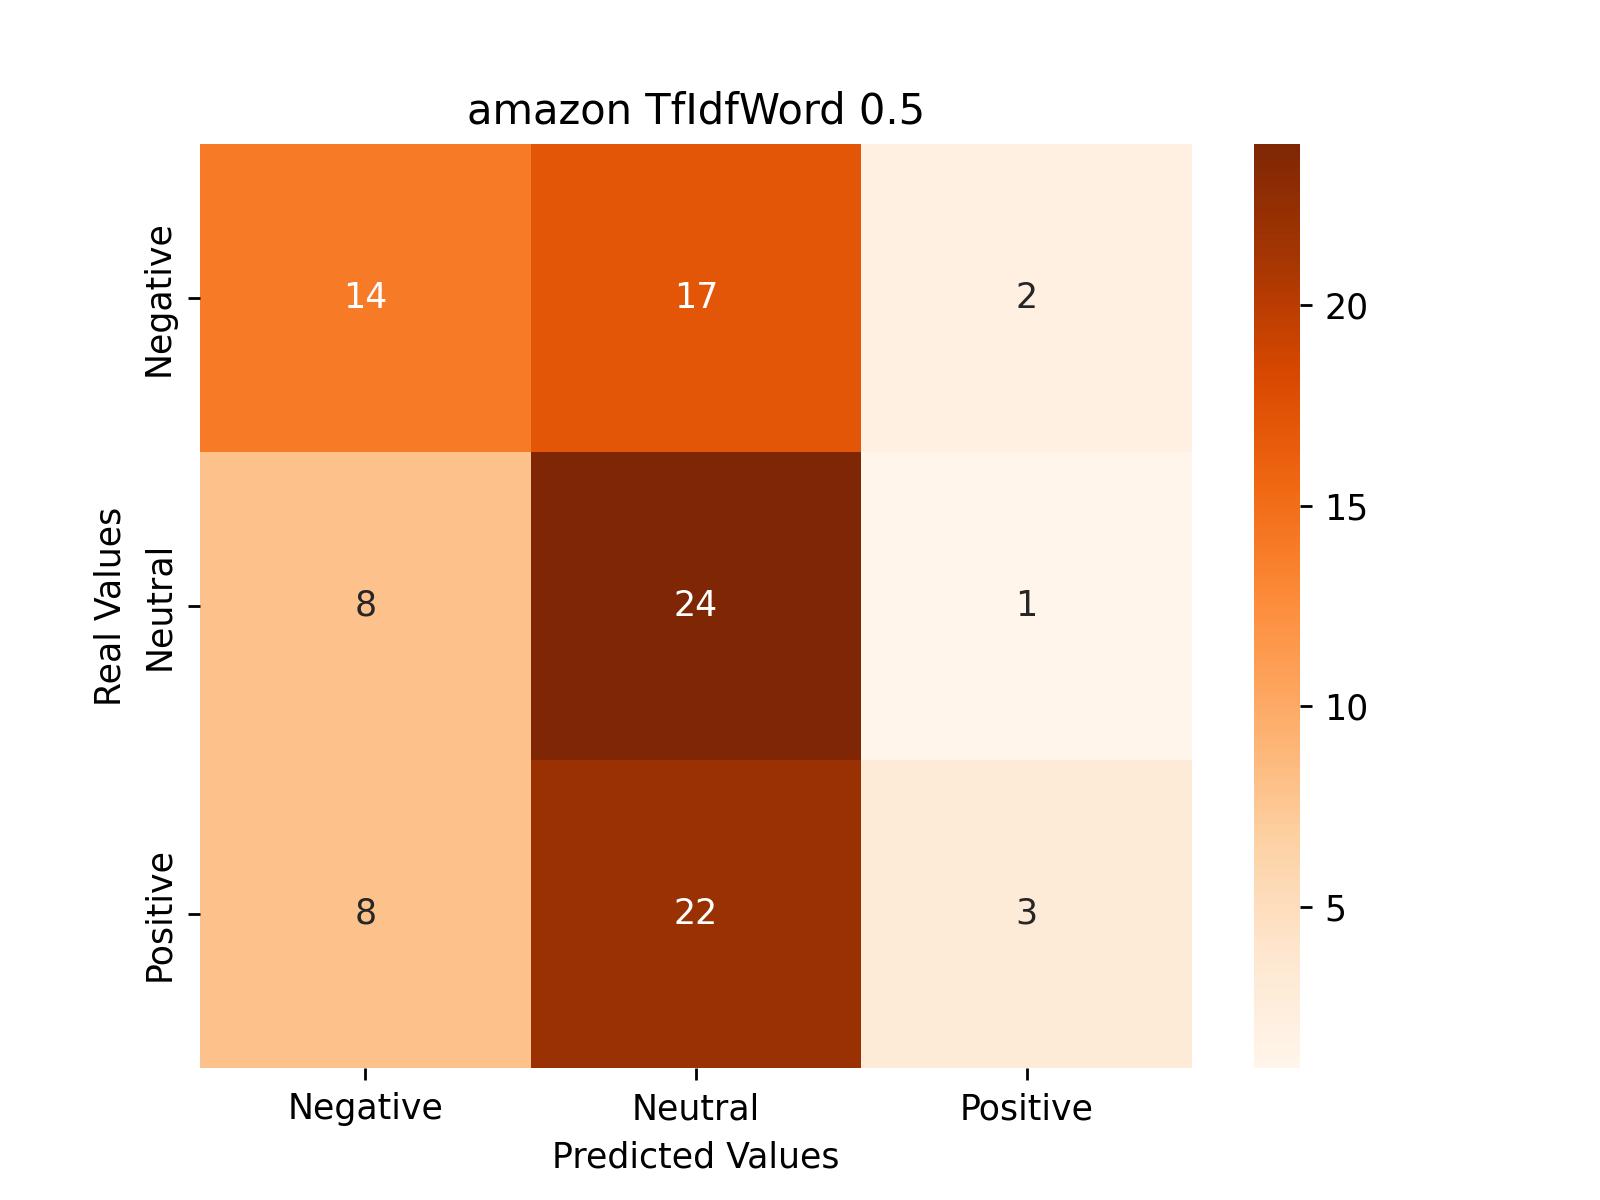 amazon TfIdfWord 0.5
Real Values
Negative
14 17 2
Neutral
8 24 1
Positive
8 22 3
Negative Neutral Positive
Predicted Values
20
15
10
5